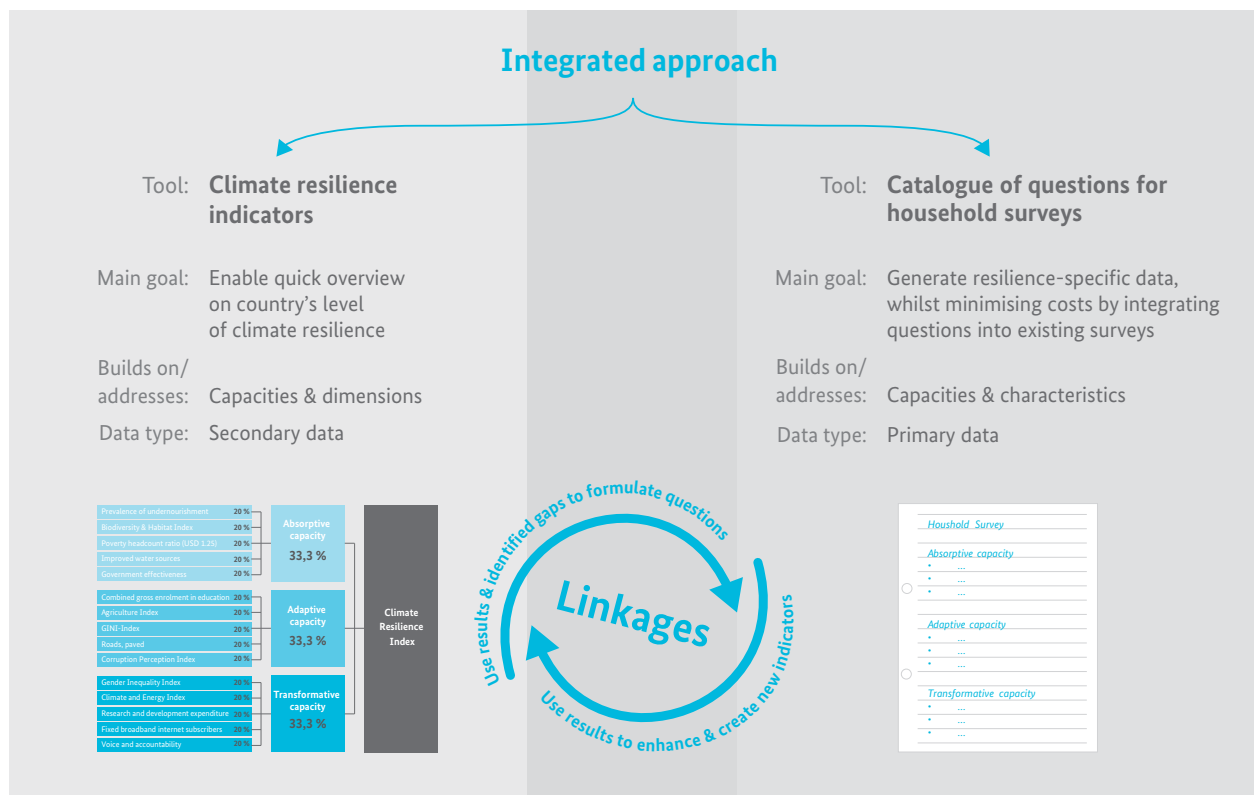 Integrated approach
Tool: Climate resilience
indicators
Main goal: Enable quick overview
on country's level
of climate resilience
Builds on/
addresses: Capacities & dimensions
Data type: Secondary data
Prevalence of undernourishment 20 %
Biodiversity & Habitat Index 20 %
Poverty headcount ratio (USD 1.25) 20 %
Improved water sources 20 %
Government effectiveness 20 %
Absorptive
capacity
33,3 %
Combined gross enrolment in education 20 %
Agriculture Index 20 %
GINI-Index 20 %
Roads, paved 20 %
Corruption Perception Index 20 %
Adaptive
capacity
33,3 %
Gender Inequality Index 20 %
Climate and Energy Index 20 %
Research and development expenditure 20 %
Fixed broadband internet subscribers 20 %
Voice and accountability 20 %
Transformative
capacity
33,3 %
Climate
Resilience
Index
Use results & identified gaps to formulate questions
Linkages
Use results to enhance & create new indicators
Tool: Catalogue of questions for
household surveys
Main goal: Generate resilience-specific data,
whilst minimising costs by integrating
questions into existing surveys
Builds on/
addresses: Capacities & characteristics
Data type: Primary data
Houshold Survey
Absorptive capacity
• ...
• ...
• ...
Adaptive capacity
• ...
• ...
• ...
Transformative capacity
• ...
• ...
• ...